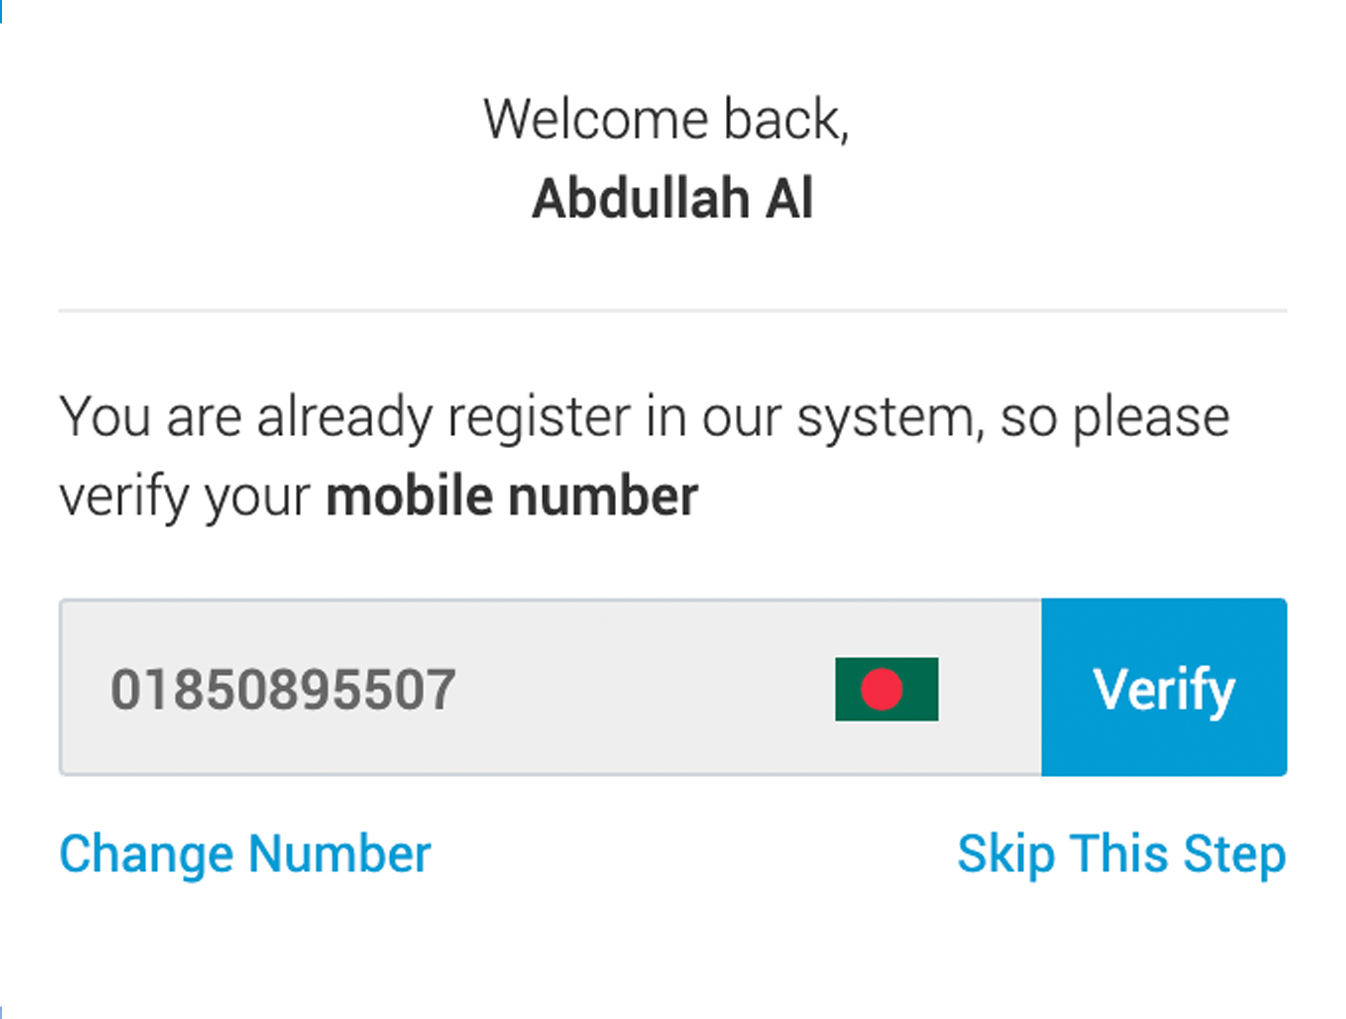 Welcome back,
Abdullah Al
You are already register in our system, so please
verify your mobile number
01850895507
Verify
Change Number
Skip This Step